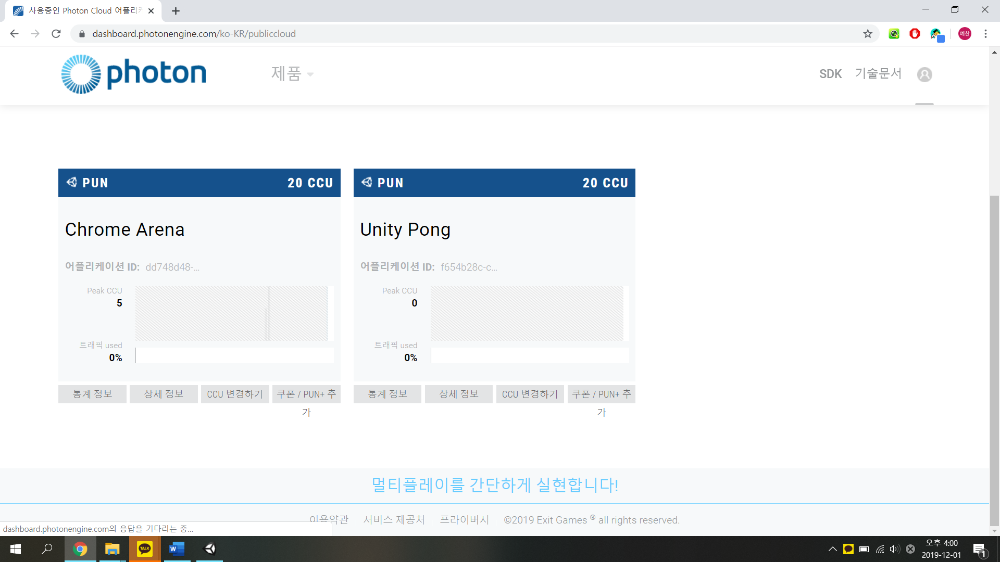 사용중인 Photon Cloud 어플리케
dashboard.photonengine.com/ko-KR/publiccloud
예찬
photon
제품
SDK
기술문서
PUN 20 CCU
Chrome Arena
어플리케이션 ID: dd748d48-...
Peak CCU
5
트래픽 used
0%
통계 정보
상세 정보
CCU 변경하기
쿠폰 / PUN+ 추
가
PUN 20 CCU
Unity Pong
어플리케이션 ID: f654b28c-c...
Peak CCU
0
트래픽 used
0%
통계 정보
상세 정보
CCU 변경하기
쿠폰 / PUN+ 추
가
멀티플레이를 간단하게 실현합니다!
이용약관 서비스 제공처 프라이버시 ©2019 Exit Games ® all rights reserved.
dashboard.photonengine.com의 응답을 기다리는 중...
TALK
W
오후 4:00
2019-12-01
1